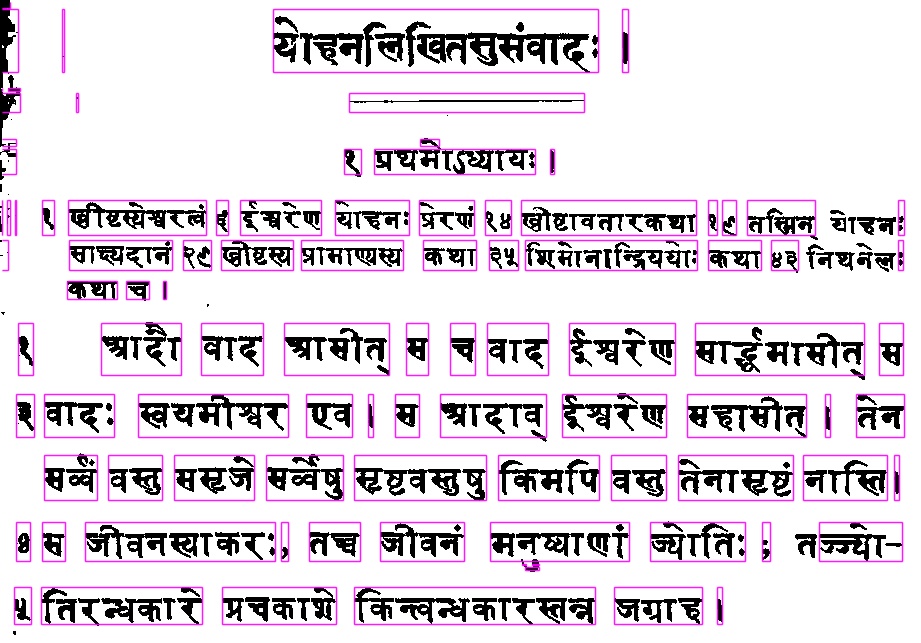 योहनलिखितसुसंवादः ।
१ प्रथमोऽध्यायः ।
१ ख्रीष्टस्येश्वरत्वं ६ ईश्वरेण योहनः प्रेरणं १४ ख्रीष्टावतारकथा १९ तस्मिन् योहनः
साक्ष्यदानं २९ ख्रीष्टस्य प्रामाण्यस्य कथा ३५ शिमोनान्द्रिययोः कथा ४३ निथनेलः
कथा च ।
१ आदौ वाद आसीत् स च वाद ईश्वरेण सार्द्धमासीत् स
३ वादः स्वयमीश्वर एव । स आदाव् ईश्वरेण सहासीत् । तेन
सर्व्वं वस्तु ससृजे सर्व्वेषु सृष्टवस्तुषु किमपि वस्तु तेनासृष्टं नास्ति।
४ स जीवनस्याकरः, तच्च जीवनं मनुष्याणां ज्योतिः ; तज्ज्यो-
५ तिरन्धकारे प्रचकाशे किन्त्वन्धकारस्तन्न जग्राह ।